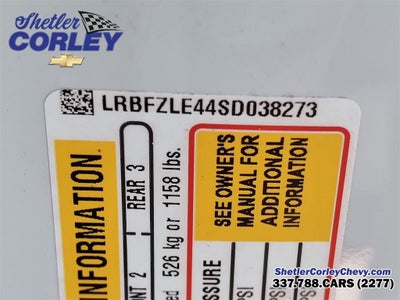 Shetler
CORLEY
LRBFZLE44SD038273
INFORMATION
FRONT 2 REAR 3
526 kg or 1158 lbs.
SEE OWNER'S
MANUAL FOR
ADDITIONAL
INFORMATION
ShetlerCorleyChevy.com
337.788.CARS (2277)